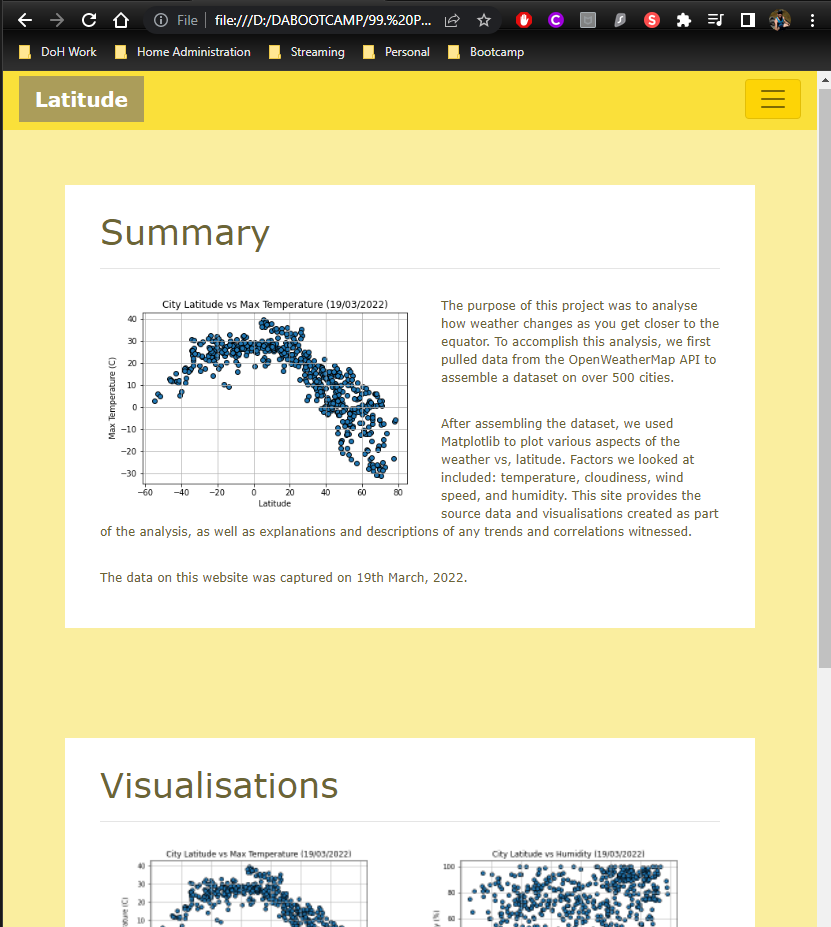 File
file:///D:/DABOOTCAMP/99.%20P...
DoH Work
Home Administration
Streaming
Personal
Bootcamp
Latitude
Summary
City Latitude vs Max Temperature (19/03/2022)
40
30
20
10
0
−10
−20
−30
Max Temperature (C)
−60 −40 −20 0 20 40 60 80
Latitude
The purpose of this project was to analyse
how weather changes as you get closer to the
equator. To accomplish this analysis, we first
pulled data from the OpenWeatherMap API to
assemble a dataset on over 500 cities.
After assembling the dataset, we used
Matplotlib to plot various aspects of the
weather vs, latitude. Factors we looked at
included: temperature, cloudiness, wind
speed, and humidity. This site provides the
source data and visualisations created as part
of the analysis, as well as explanations and descriptions of any trends and correlations witnessed.
The data on this website was captured on 19th March, 2022.
Visualisations
City Latitude vs Max Temperature (19/03/2022)
40
30
20
10
City Latitude vs Humidity (19/03/2022)
100
80
60